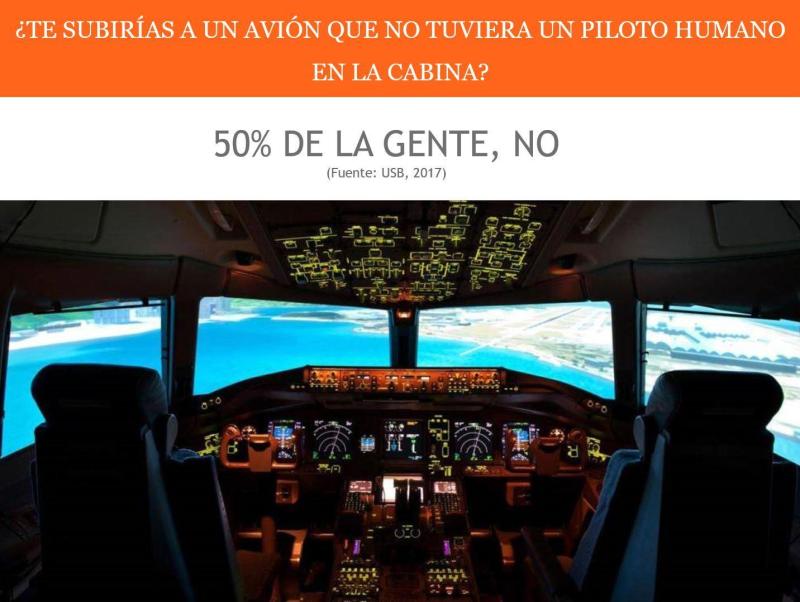 ¿TE SUBIRÍAS A UN AVIÓN QUE NO TUVIERA UN PILOTO HUMANO
EN LA CABINA?
50% DE LA GENTE, NO
(Fuente: USB, 2017)